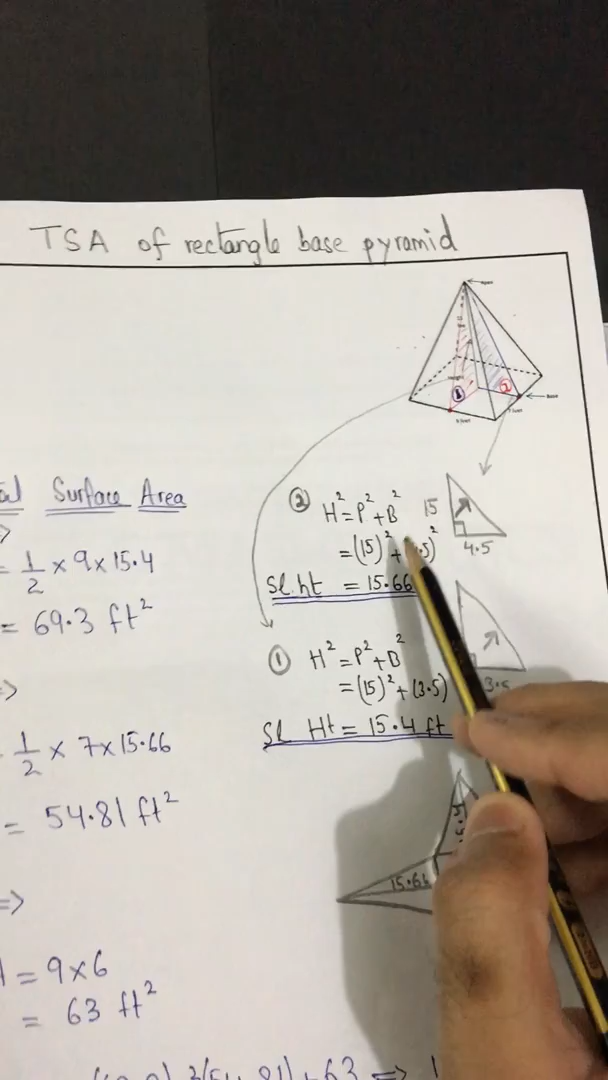 TSA of rectangle base pyramid
Surface Area
= 1/2 × 9 × 15.4
= 69.3 ft²
1/2 × 7 × 15.66
= 54.81 ft²
= 9×6
= 63 ft²
② H² = P² + B²
= (15)² +
Sl. ht = 15.66
15
4.5
① H² = P² + B²
= (15)² + (3.5)
Sl Ht = 15.4 ft
3.5
15.66
15.4
① ②